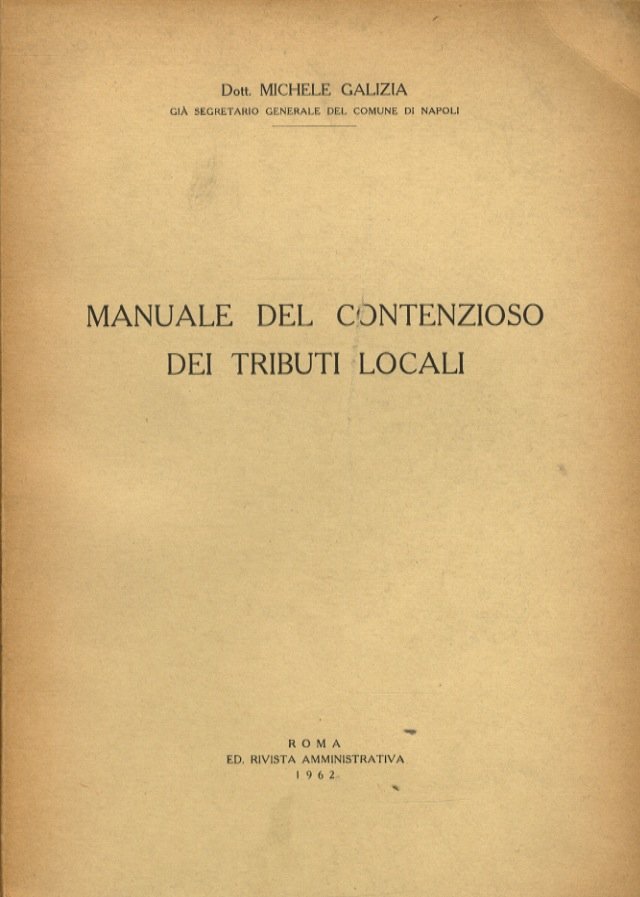 Dott. MICHELE GALIZIA
GIÀ SEGRETARIO GENERALE DEL COMUNE DI NAPOLI
MANUALE DEL CONTENZIOSO
DEI TRIBUTI LOCALI
ROMA
ED. RIVISTA AMMINISTRATIVA
1962